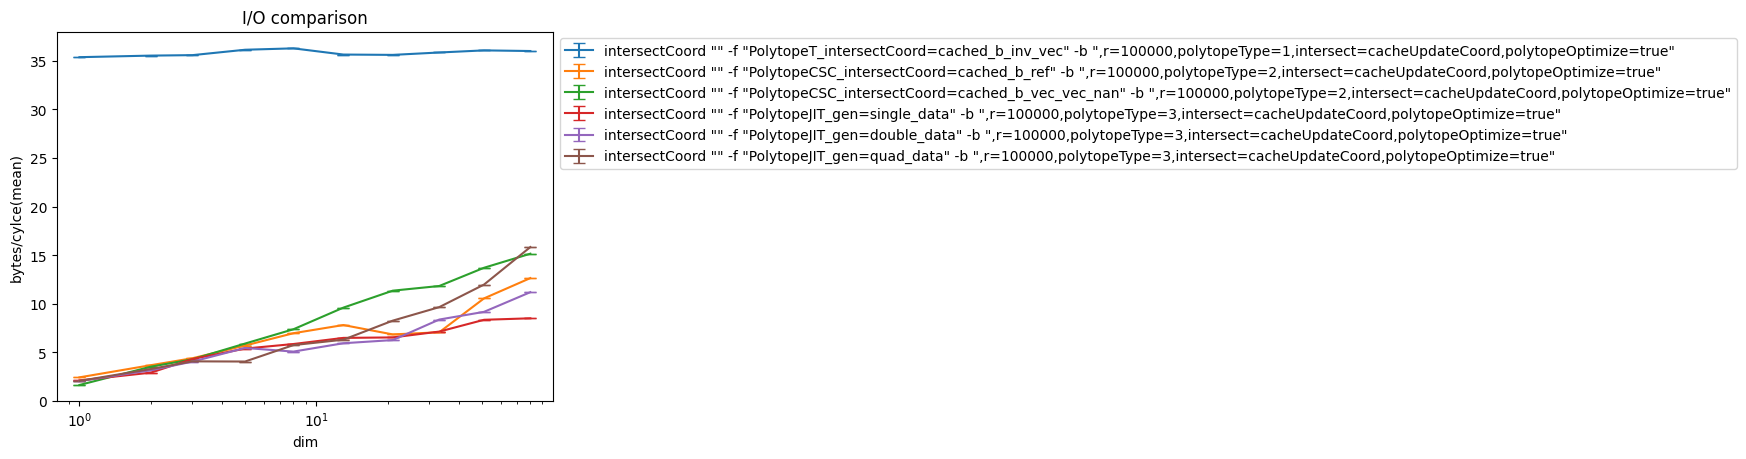 I/O comparison
bytes/cylce(mean)
35
30
25
20
15
10
5
0
10^0
10^1
dim
intersectCoord "" -f "PolytopeT_intersectCoord=cached_b_inv_vec" -b ",r=100000,polytopeType=1,intersect=cacheUpdateCoord,polytopeOptimize=true"
intersectCoord "" -f "PolytopeCSC_intersectCoord=cached_b_ref" -b ",r=100000,polytopeType=2,intersect=cacheUpdateCoord,polytopeOptimize=true"
intersectCoord "" -f "PolytopeCSC_intersectCoord=cached_b_vec_vec_nan" -b ",r=100000,polytopeType=2,intersect=cacheUpdateCoord,polytopeOptimize=true"
intersectCoord "" -f "PolytopeJIT_gen=single_data" -b ",r=100000,polytopeType=3,intersect=cacheUpdateCoord,polytopeOptimize=true"
intersectCoord "" -f "PolytopeJIT_gen=double_data" -b ",r=100000,polytopeType=3,intersect=cacheUpdateCoord,polytopeOptimize=true"
intersectCoord "" -f "PolytopeJIT_gen=quad_data" -b ",r=100000,polytopeType=3,intersect=cacheUpdateCoord,polytopeOptimize=true"